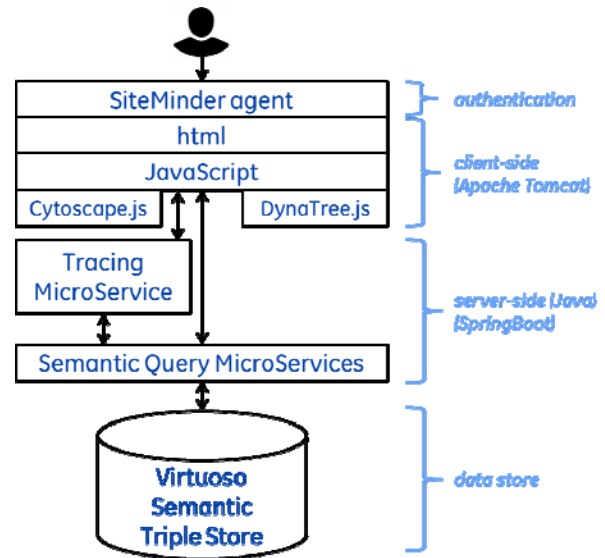 SiteMinder agent
authentication
html
JavaScript
client-side
(Apache Tomcat)
Cytoscape.js
DynaTree.js
Tracing
MicroService
server-side (Java)
(SpringBoot)
Semantic Query MicroServices
Virtuoso
Semantic
Triple Store
data store